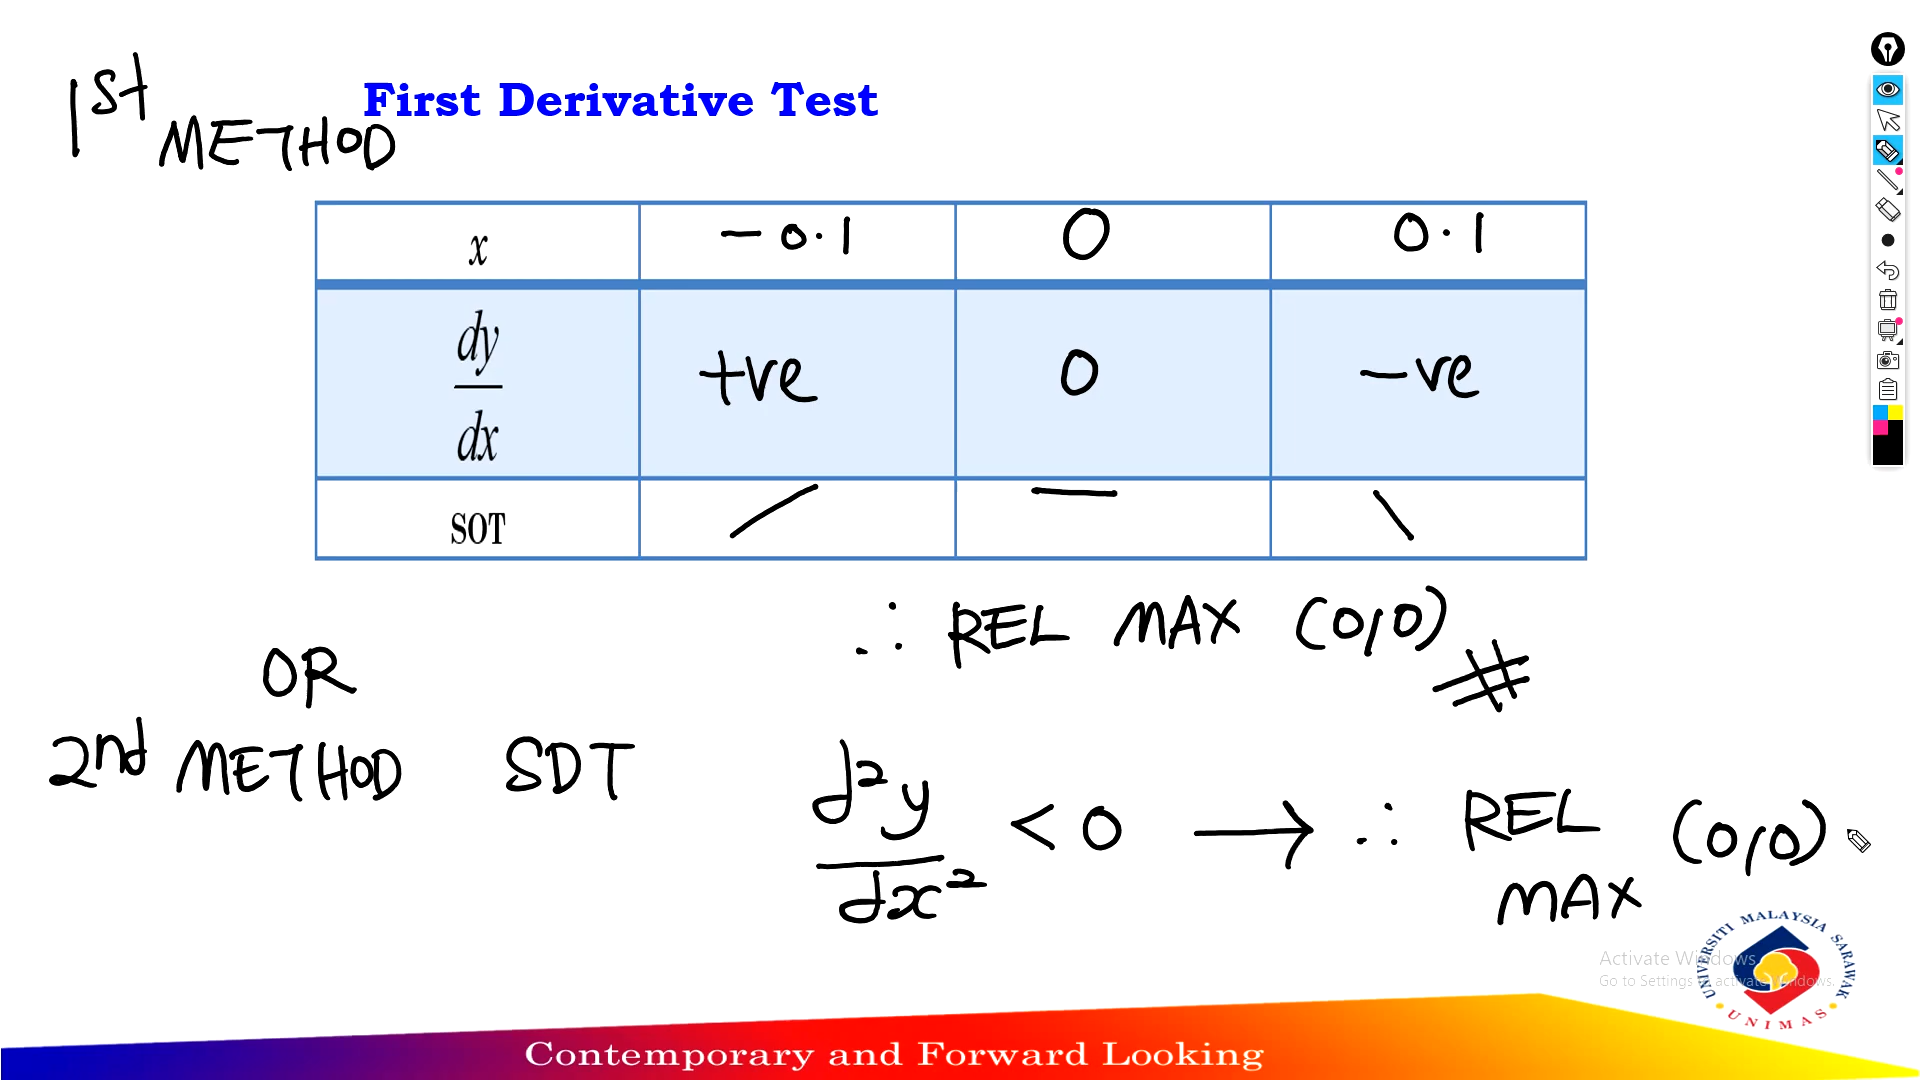 1st METHOD
First Derivative Test
x -0.1 0 0.1
dy/dx +ve 0 -ve
SOT / — \
∴ REL MAX (0,0) #
OR
2nd METHOD SDT d²y/dx² < 0 → ∴ REL MAX (0,0)
UNIVERSITI MALAYSIA SARAWAK
UNIMAS
Activate Windows
Go to Settings to activate Windows.
Contemporary and Forward Looking